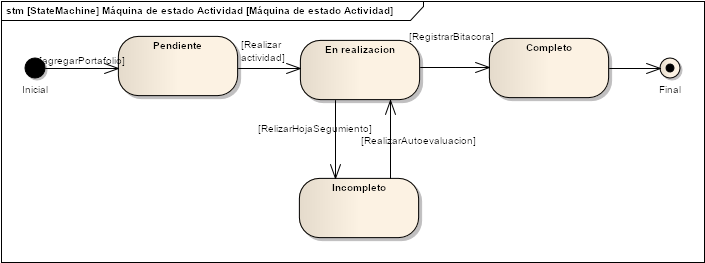 stm [StateMachine] Máquina de estado Actividad [Máquina de estado Actividad]
Pendiente
En realizacion
Completo
[RegistrarBitacora]
[Realizar
actividad]
[agregarPortafolio]
Inicial
Final
[RelizarHojaSegumiento]
[RealizarAutoevaluacion]
Incompleto